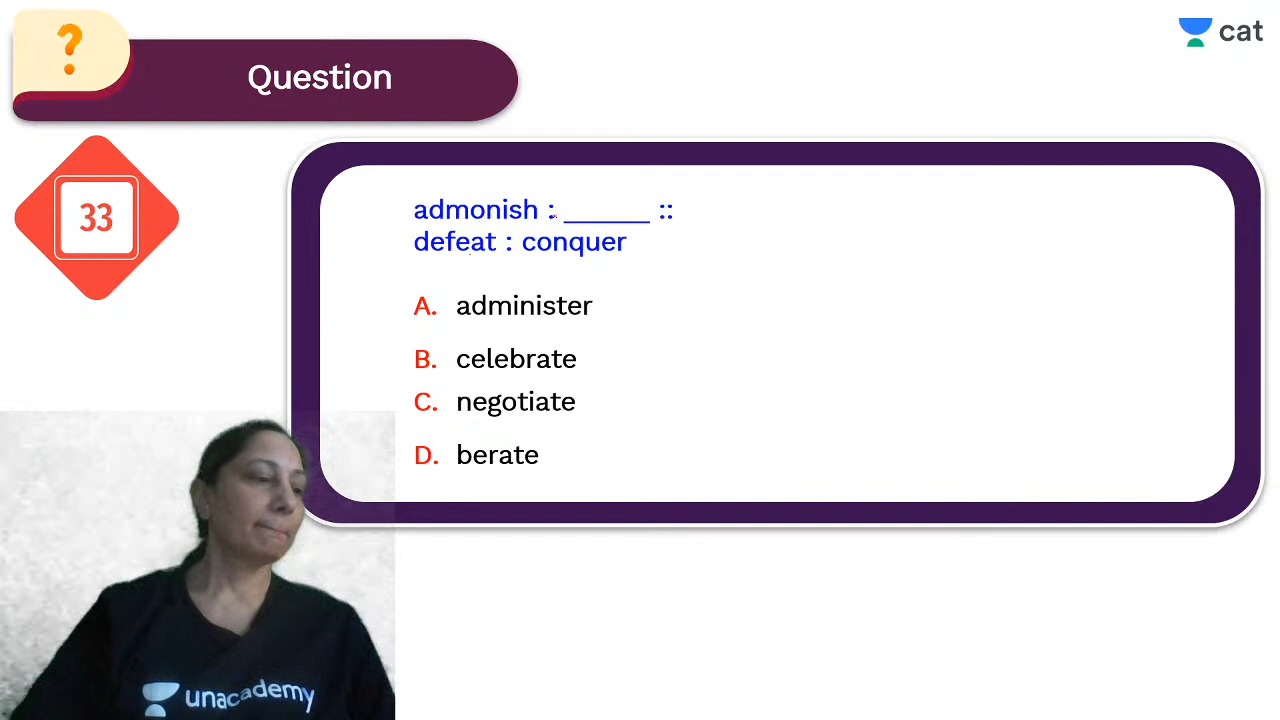 ?
Question
cat
33
admonish : ______ ::
defeat : conquer
A. administer
B. celebrate
C. negotiate
D. berate
unacademy